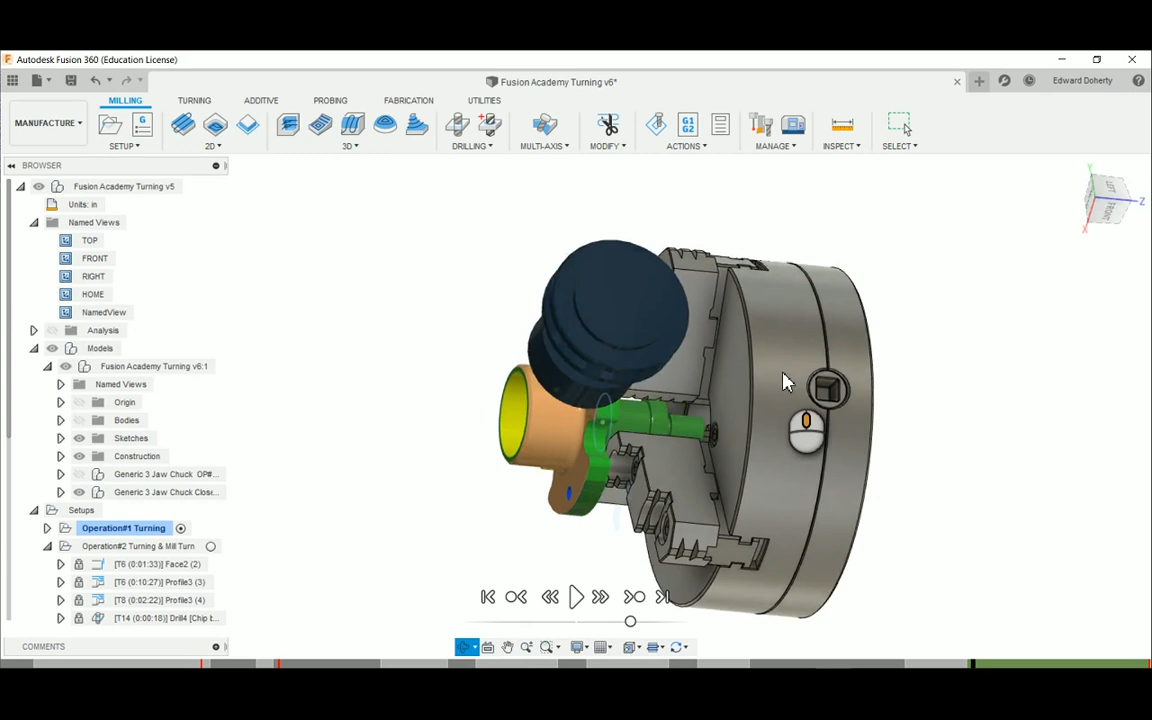 Autodesk Fusion 360 (Education License)
Fusion Academy Turning v6*
Edward Doherty
MANUFACTURE
MILLING TURNING ADDITIVE PROBING FABRICATION UTILITIES
G1
G2
SETUP 2D 3D DRILLING MULTI-AXIS MODIFY ACTIONS MANAGE INSPECT SELECT
BROWSER
Fusion Academy Turning v5
Units: in
Named Views
TOP
FRONT
RIGHT
HOME
NamedView
Analysis
Models
Fusion Academy Turning v6:1
Named Views
Origin
Bodies
Sketches
Construction
Generic 3 Jaw Chuck OP#...
Generic 3 Jaw Chuck Close...
Setups
Operation#1 Turning
Operation#2 Turning & Mill Turn
[T6 (0:01:33)] Face2 (2)
[T6 (0:10:27)] Profile3 (3)
[T8 (0:02:22)] Profile3 (4)
[T14 (0:00:18)] Drill4 [Chip b...
COMMENTS
Y
Z
X
LEFT
FRONT